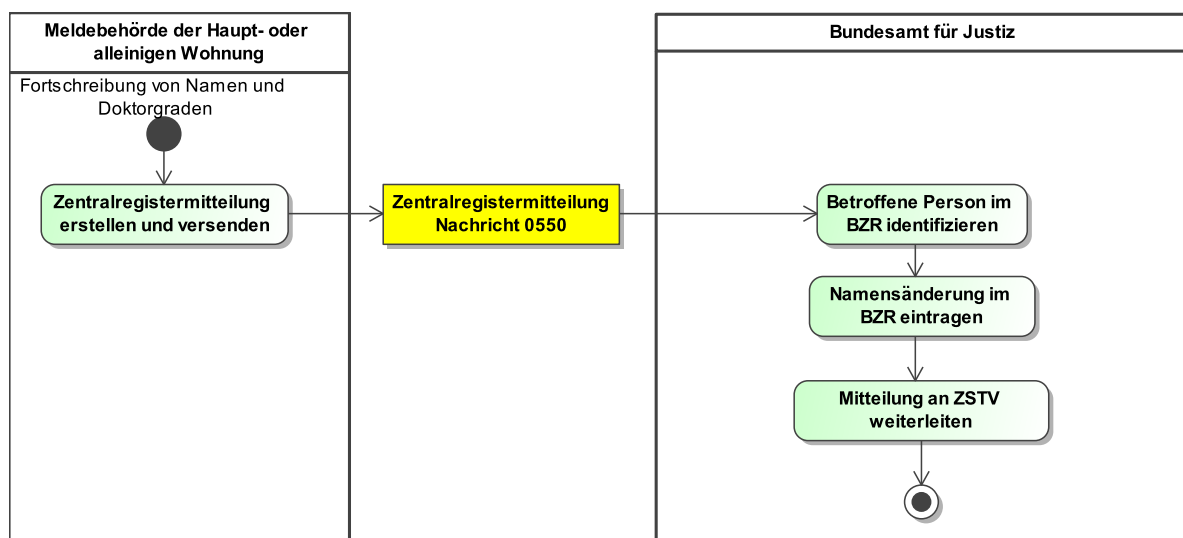 Meldebehörde der Haupt- oder
alleinigen Wohnung
Fortschreibung von Namen und
Doktorgraden
Zentralregistermitteilung
erstellen und versenden
Zentralregistermitteilung
Nachricht 0550
Bundesamt für Justiz
Betroffene Person im
BZR identifizieren
Namensänderung im
BZR eintragen
Mitteilung an ZSTV
weiterleiten